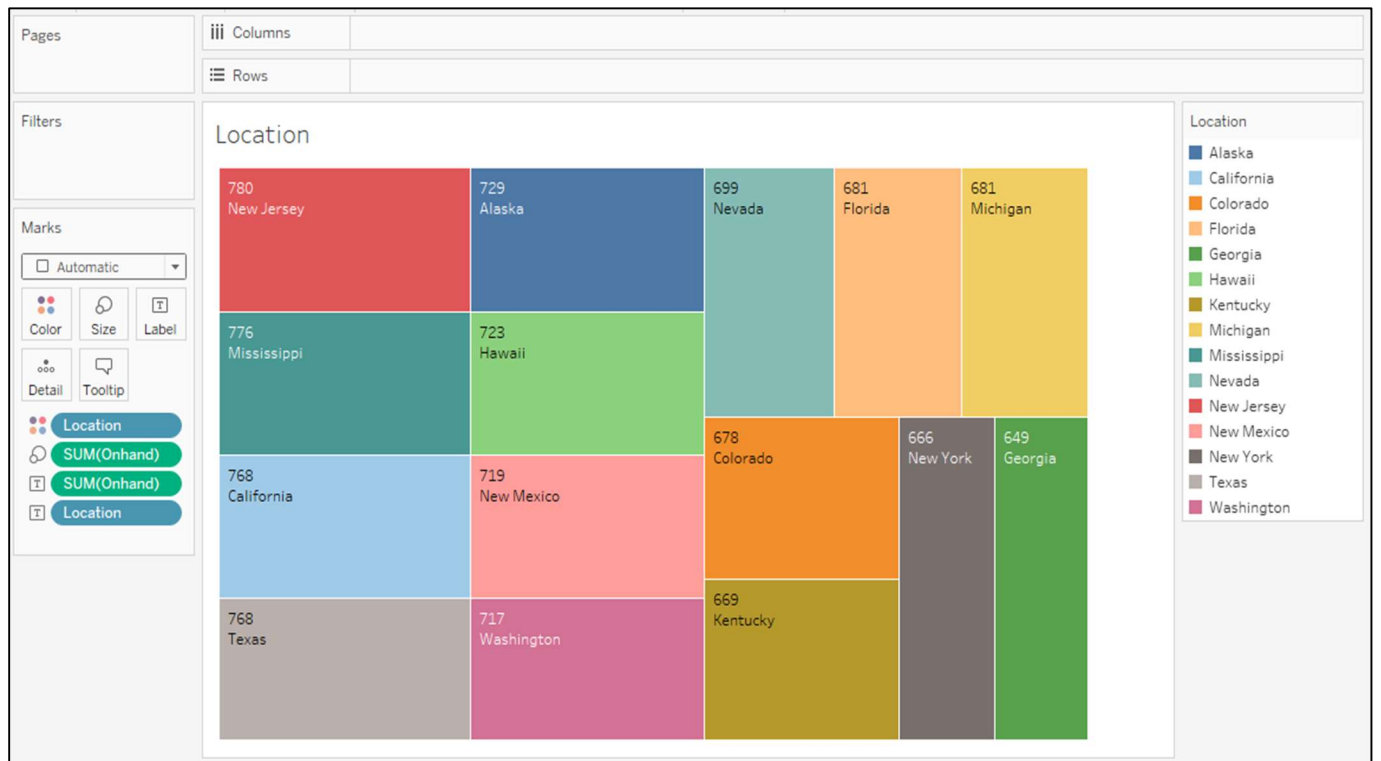 Pages
Columns
Rows
Filters
Marks
Automatic
Color
Size
Label
Detail
Tooltip
Location
SUM(Onhand)
SUM(Onhand)
Location
Location
780
New Jersey
729
Alaska
699
Nevada
681
Florida
681
Michigan
776
Mississippi
723
Hawaii
768
California
719
New Mexico
678
Colorado
666
New York
649
Georgia
768
Texas
717
Washington
669
Kentucky
Location
Alaska
California
Colorado
Florida
Georgia
Hawaii
Kentucky
Michigan
Mississippi
Nevada
New Jersey
New Mexico
New York
Texas
Washington